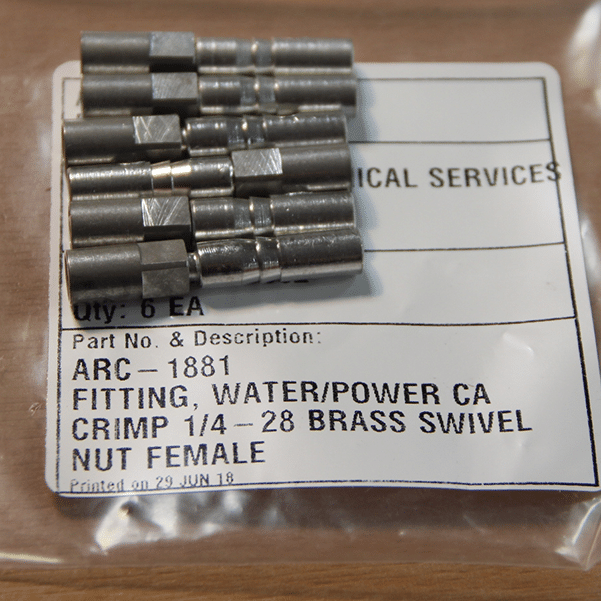 ICAL SERVICES
Qty: 6 EA
Part No. & Description:
ARC-1881
FITTING, WATER/POWER CA
CRIMP 1/4-28 BRASS SWIVEL
NUT FEMALE
Printed on 29 JUN 18